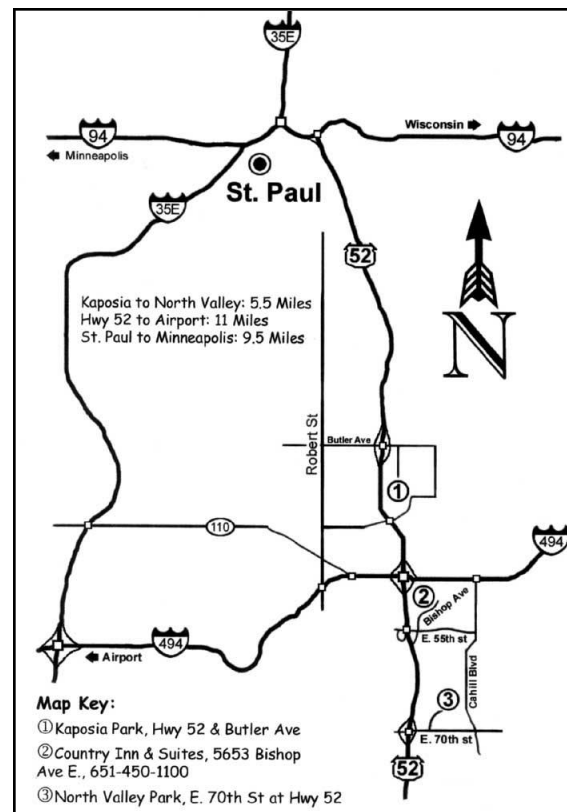 35E
94
Minneapolis
Wisconsin
94
35E
St. Paul
52
N
Kaposia to North Valley: 5.5 Miles
Hwy 52 to Airport: 11 Miles
St. Paul to Minneapolis: 9.5 Miles
Robert St
Butler Ave
1
110
494
2
Bishop Ave
E. 55th st
494
Airport
Cahill Blvd
3
E. 70th st
52
Map Key:
①Kaposia Park, Hwy 52 & Butler Ave
②Country Inn & Suites, 5653 Bishop
Ave E., 651-450-1100
③North Valley Park, E. 70th St at Hwy 52